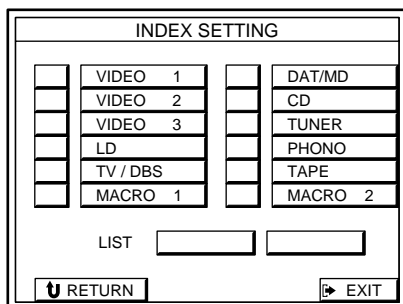 INDEX SETTING
VIDEO 1 DAT/MD
VIDEO 2 CD
VIDEO 3 TUNER
LD PHONO
TV / DBS TAPE
MACRO 1 MACRO 2
LIST
RETURN EXIT